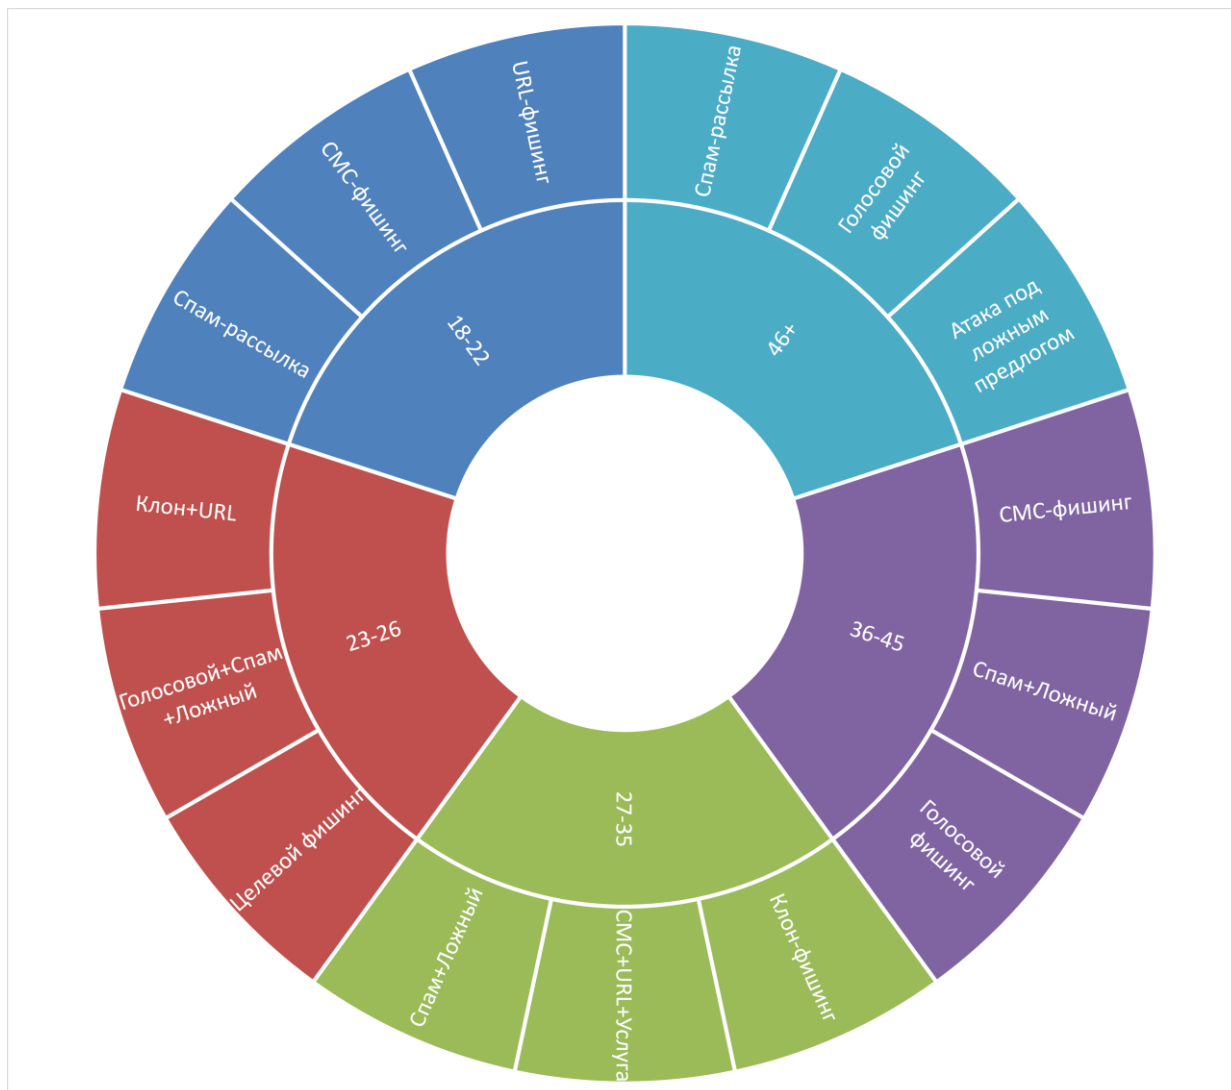 Спам-рассылка
Голосовой
фишинг
Атака под
ложным
предлогом
46+
СМС-фишинг
Спам+Ложный
Голосовой
фишинг
36-45
Клон-фишинг
СМС+URL+Услуга
Спам+Ложный
27-35
Целевой фишинг
Голосовой+Спам
+Ложный
Клон+URL
23-26
Спам-рассылка
СМС-фишинг
URL-фишинг
18-22